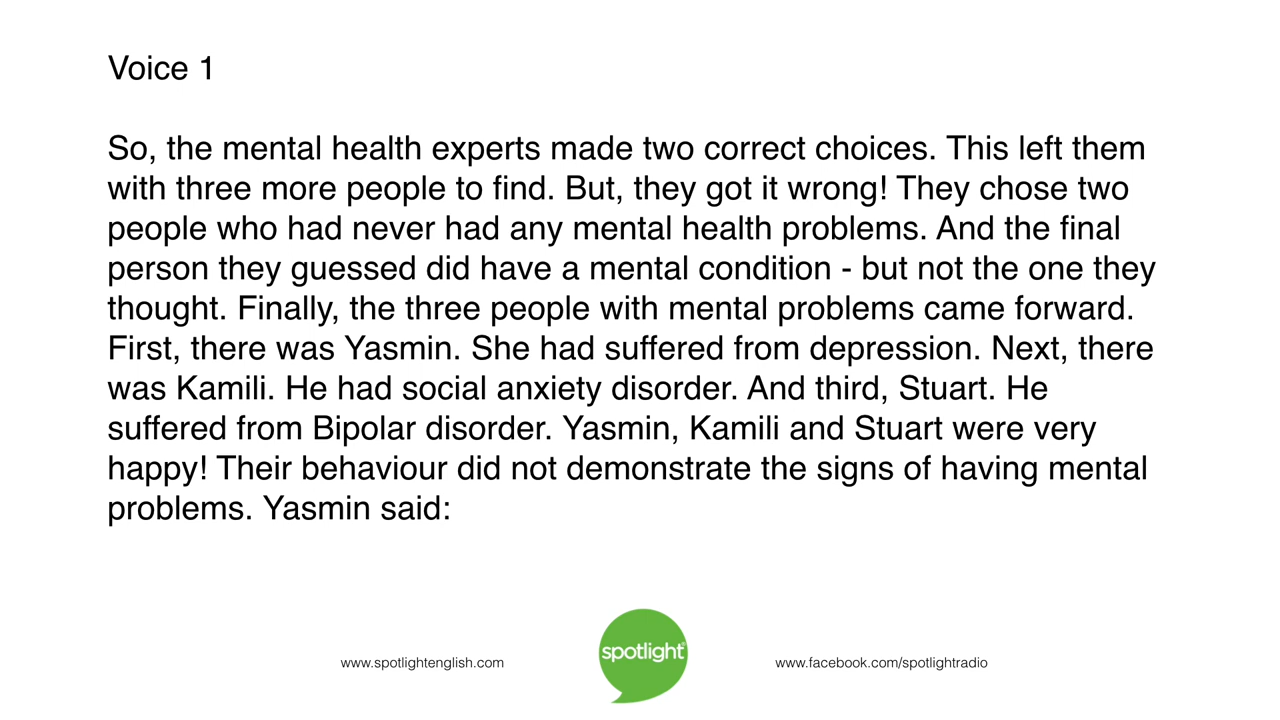 Voice 1
So, the mental health experts made two correct choices. This left them
with three more people to find. But, they got it wrong! They chose two
people who had never had any mental health problems. And the final
person they guessed did have a mental condition - but not the one they
thought. Finally, the three people with mental problems came forward.
First, there was Yasmin. She had suffered from depression. Next, there
was Kamili. He had social anxiety disorder. And third, Stuart. He
suffered from Bipolar disorder. Yasmin, Kamili and Stuart were very
happy! Their behaviour did not demonstrate the signs of having mental
problems. Yasmin said:
www.spotlightenglish.com
spotlight®
www.facebook.com/spotlightradio